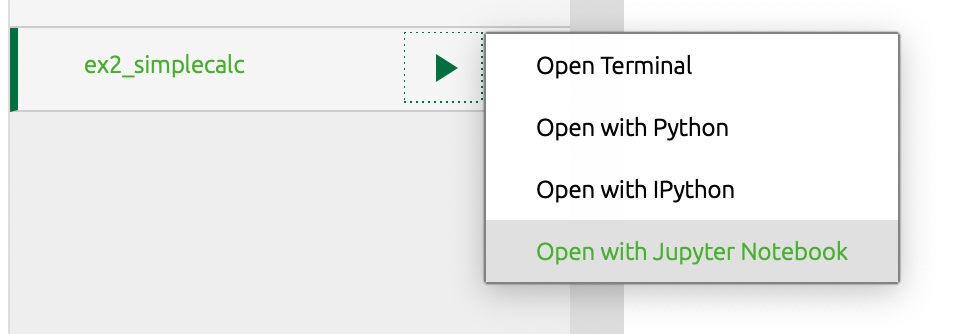 ex2_simplecalc
Open Terminal
Open with Python
Open with IPython
Open with Jupyter Notebook